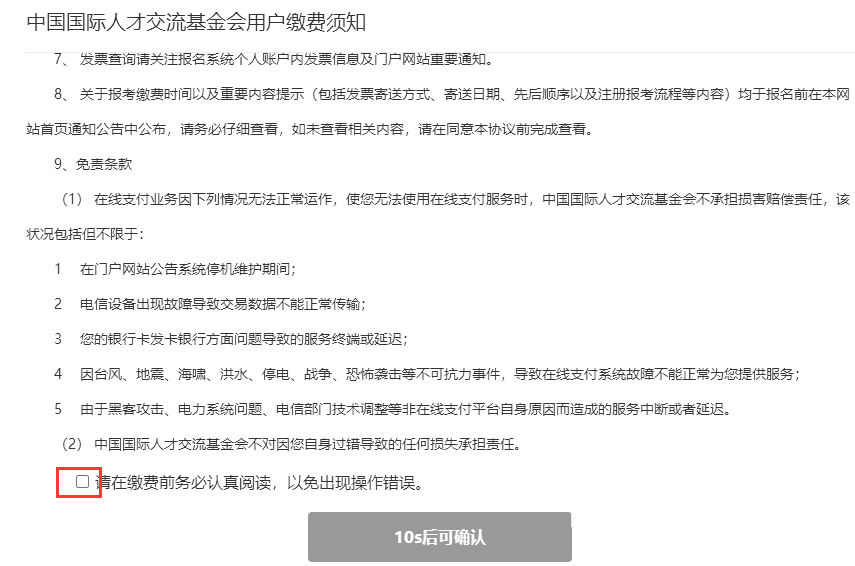 中国国际人才交流基金会用户缴费须知
7、 发票查询请关注报名系统个人账户内发票信息及门户网站重要通知。
8、 关于报考缴费时间以及重要内容提示（包括发票寄送方式、寄送日期、先后顺序以及注册报考流程等内容）均于报名前在本网
站首页通知公告中公布，请务必仔细查看，如未查看相关内容，请在同意本协议前完成查看。
9、免责条款
（1） 在线支付业务因下列情况无法正常运作，使您无法使用在线支付服务时，中国国际人才交流基金会不承担损害赔偿责任，该
状况包括但不限于：
1 在门户网站公告系统停机维护期间；
2 电信设备出现故障导致交易数据不能正常传输；
3 您的银行卡发卡银行方面问题导致的服务终端或延迟；
4 因台风、地震、海啸、洪水、停电、战争、恐怖袭击等不可抗力事件，导致在线支付系统故障不能正常为您提供服务；
5 由于黑客攻击、电力系统问题、电信部门技术调整等非在线支付平台自身原因而造成的服务中断或者延迟。
（2） 中国国际人才交流基金会不对因您自身过错导致的任何损失承担责任。
请在缴费前务必认真阅读，以免出现操作错误。
10s后可确认